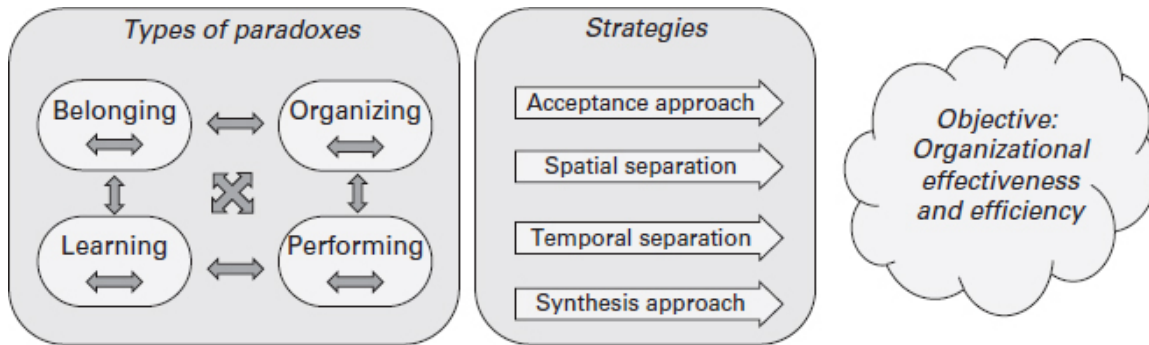 Types of paradoxes
Belonging
Organizing
Learning
Performing
Strategies
Acceptance approach
Spatial separation
Temporal separation
Synthesis approach
Objective:
Organizational
effectiveness
and efficiency